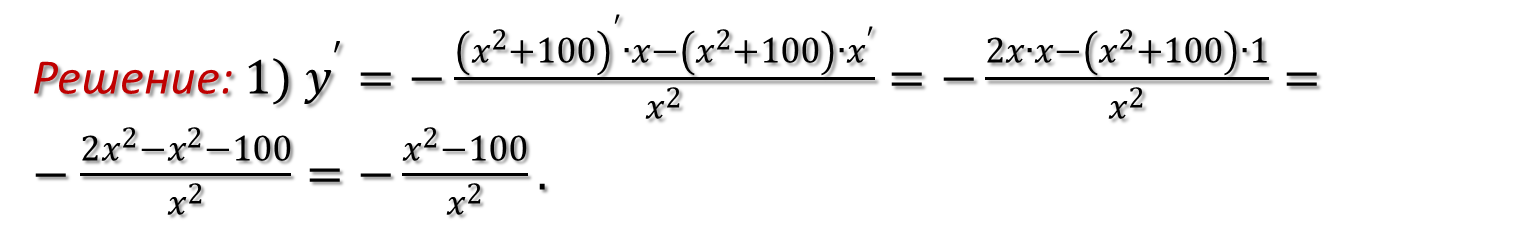 Решение: 1) y′ = −((x²+100)′·x−(x²+100)·x′)/x² = −(2x·x−(x²+100)·1)/x² =
−(2x²−x²−100)/x² = −(x²−100)/x² .